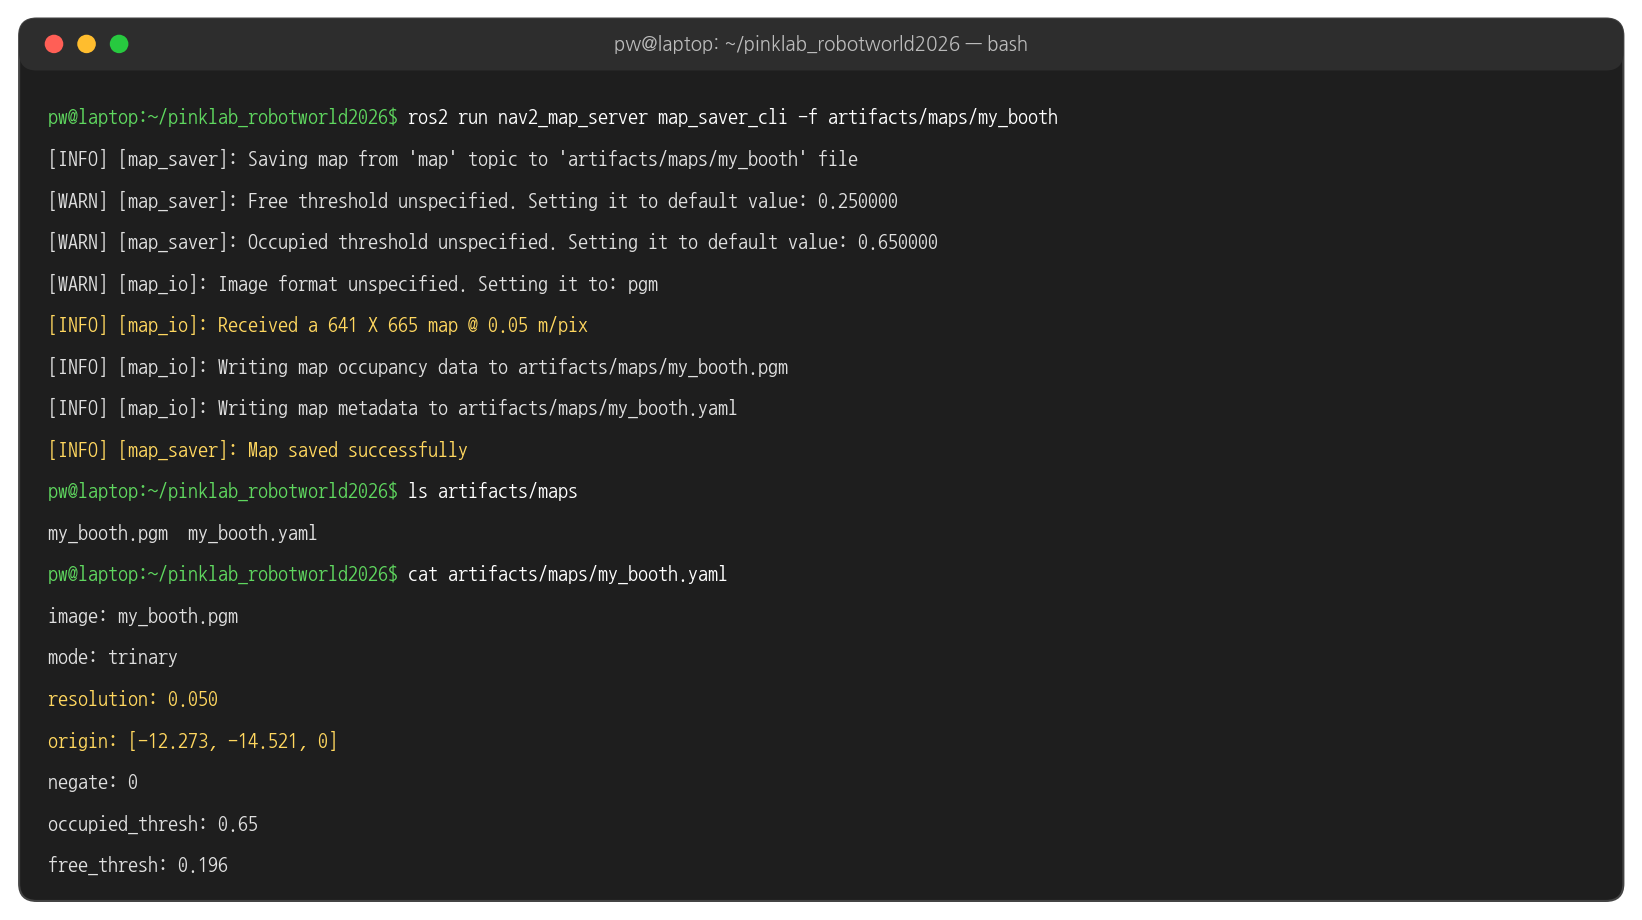 pw@laptop: ~/pinklab_robotworld2026 — bash
pw@laptop:~/pinklab_robotworld2026$ ros2 run nav2_map_server map_saver_cli -f artifacts/maps/my_booth
[INFO] [map_saver]: Saving map from 'map' topic to 'artifacts/maps/my_booth' file
[WARN] [map_saver]: Free threshold unspecified. Setting it to default value: 0.250000
[WARN] [map_saver]: Occupied threshold unspecified. Setting it to default value: 0.650000
[WARN] [map_io]: Image format unspecified. Setting it to: pgm
[INFO] [map_io]: Received a 641 X 665 map @ 0.05 m/pix
[INFO] [map_io]: Writing map occupancy data to artifacts/maps/my_booth.pgm
[INFO] [map_io]: Writing map metadata to artifacts/maps/my_booth.yaml
[INFO] [map_saver]: Map saved successfully
pw@laptop:~/pinklab_robotworld2026$ ls artifacts/maps
my_booth.pgm  my_booth.yaml
pw@laptop:~/pinklab_robotworld2026$ cat artifacts/maps/my_booth.yaml
image: my_booth.pgm
mode: trinary
resolution: 0.050
origin: [-12.273, -14.521, 0]
negate: 0
occupied_thresh: 0.65
free_thresh: 0.196